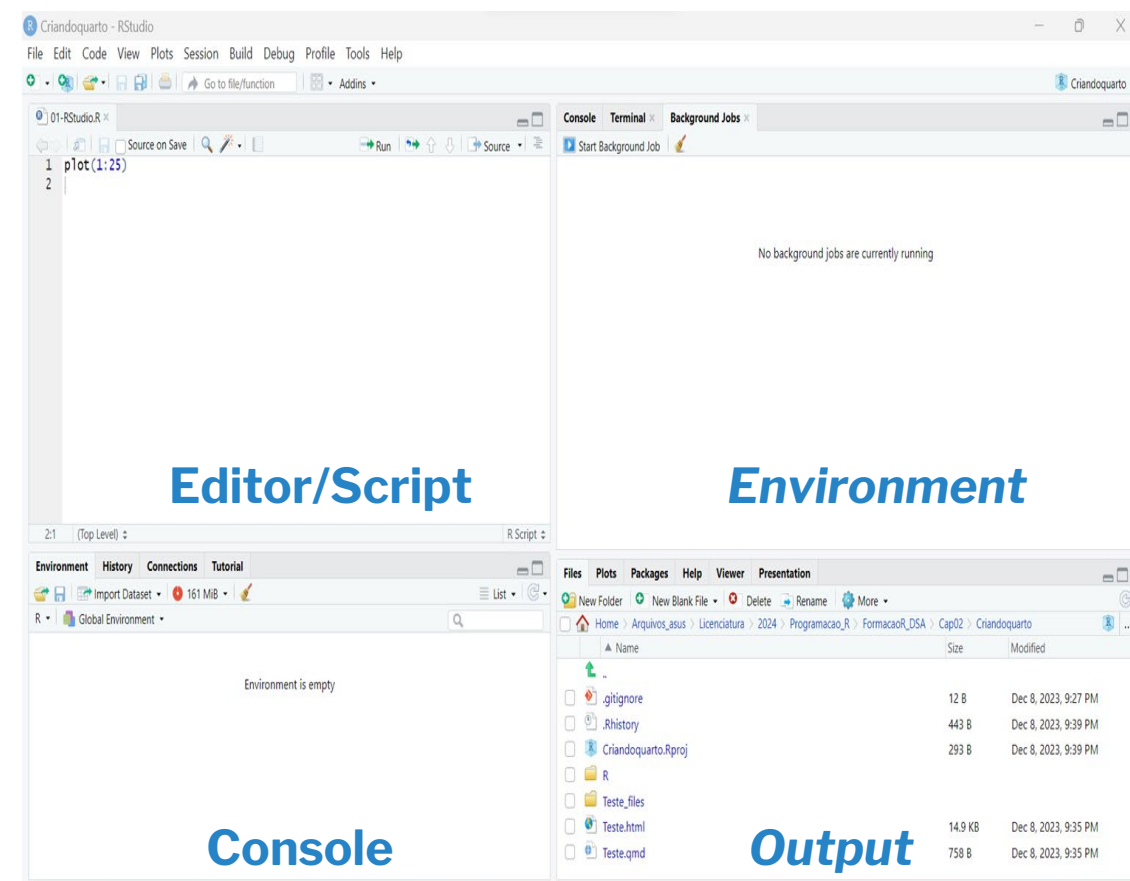 Criandoquarto - RStudio
File Edit Code View Plots Session Build Debug Profile Tools Help
Go to file/function Addins Criandoquarto
01-RStudio.R
Source on Save Run Source
1 plot(1:25)
2
Editor/Script
2:1 (Top Level) R Script
Console Terminal Background Jobs
Start Background Job
No background jobs are currently running
Environment
Environment History Connections Tutorial
Import Dataset 161 MiB List
R Global Environment
Environment is empty
Console
Files Plots Packages Help Viewer Presentation
New Folder New Blank File Delete Rename More
Home Arquivos_asus Licenciatura 2024 Programacao_R FormacaoR_DSA Cap02 Criandoquarto ...
Name Size Modified
..
.gitignore 12 B Dec 8, 2023, 9:27 PM
.Rhistory 443 B Dec 8, 2023, 9:39 PM
Criandoquarto.Rproj 293 B Dec 8, 2023, 9:39 PM
R
Teste_files
Teste.html 14.9 KB Dec 8, 2023, 9:35 PM
Teste.qmd 758 B Dec 8, 2023, 9:35 PM
Output